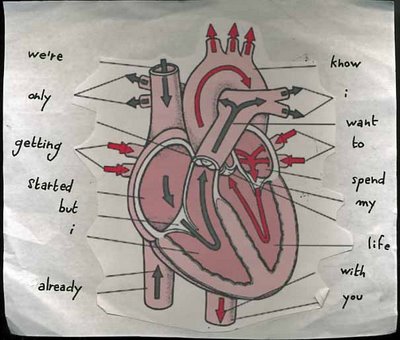 we're
only
getting
started
but
i
already
know
i
want
to
spend
my
life
with
you